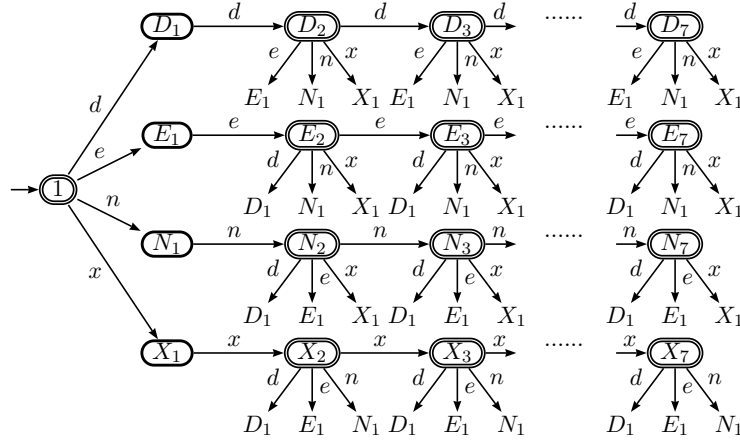 d d d d
D1 D2 D3 ...... D7
e n x e n x e n x
E1 N1 X1 E1 N1 X1 E1 N1 X1
d
e e e e
E1 E2 E3 ...... E7
e d n x d n x d n x
1 D1 N1 X1 D1 N1 X1 D1 N1 X1
n n n n n
N1 N2 N3 ...... N7
x d e x d e x d e x
D1 E1 X1 D1 E1 X1 D1 E1 X1
x x x x
X1 X2 X3 ...... X7
d e n d e n d e n
D1 E1 N1 D1 E1 N1 D1 E1 N1